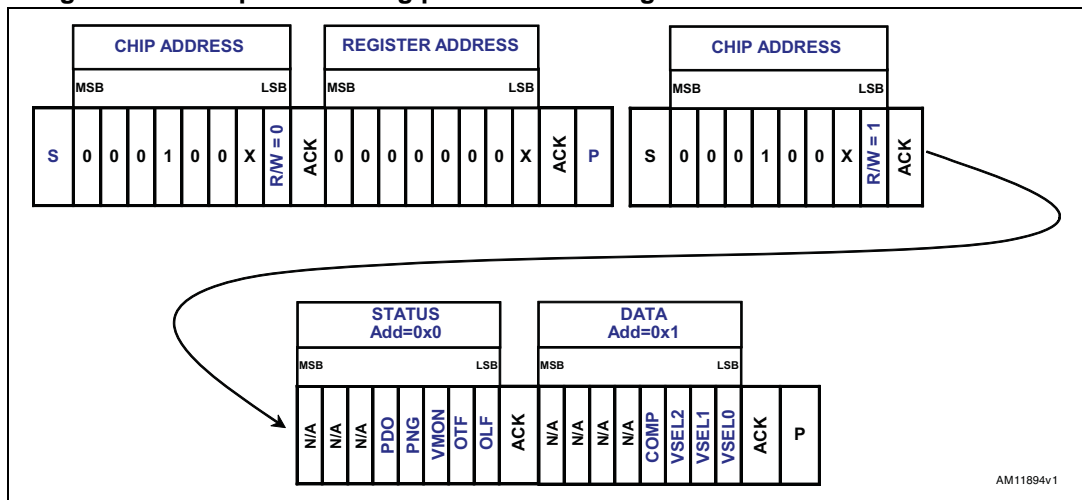 CHIP ADDRESS REGISTER ADDRESS CHIP ADDRESS
MSB LSB MSB LSB MSB LSB
S 0 0 0 1 0 0 X R/W = 0 ACK 0 0 0 0 0 0 0 X ACK P S 0 0 0 1 0 0 X R/W = 1 ACK
STATUS DATA
Add=0x0 Add=0x1
MSB LSB MSB LSB
N/A N/A N/A PDO PNG VMON OTF OLF ACK N/A N/A N/A N/A COMP VSEL2 VSEL1 VSEL0 ACK P
AM11894v1